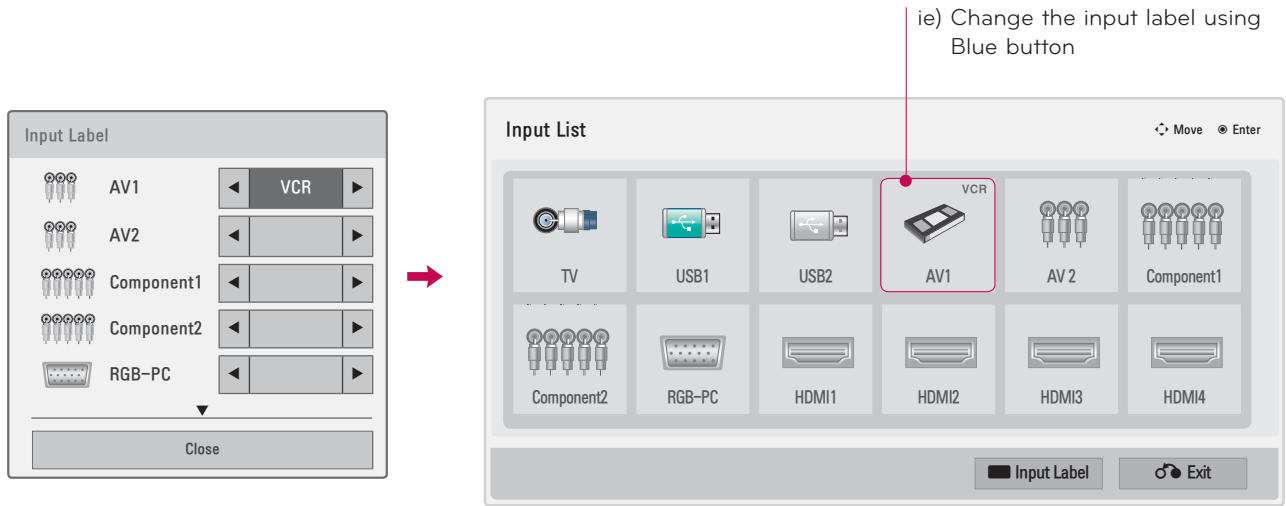 ie) Change the input label using
Blue button
Input Label
AV1
VCR
AV2
Component1
Component2
RGB-PC
Close
Input List
Move
Enter
TV
USB1
USB2
VCR
AV1
AV 2
Component1
Component2
RGB-PC
HDMI1
HDMI2
HDMI3
HDMI4
Input Label
Exit